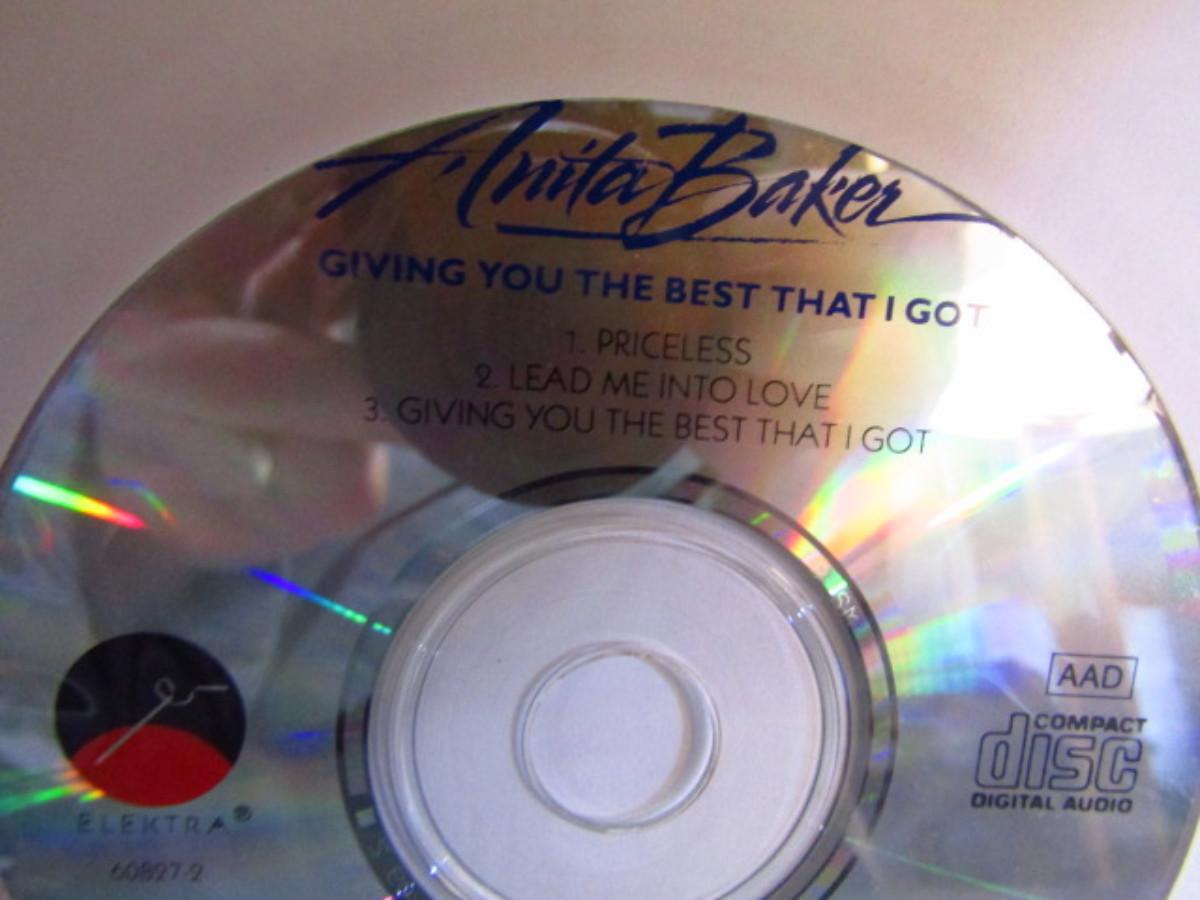 Anita Baker
GIVING YOU THE BEST THAT I GOT
1. PRICELESS
2. LEAD ME INTO LOVE
3. GIVING YOU THE BEST THAT I GOT
AAD
COMPACT
disc
DIGITAL AUDIO
ELEKTRA®
60827-2